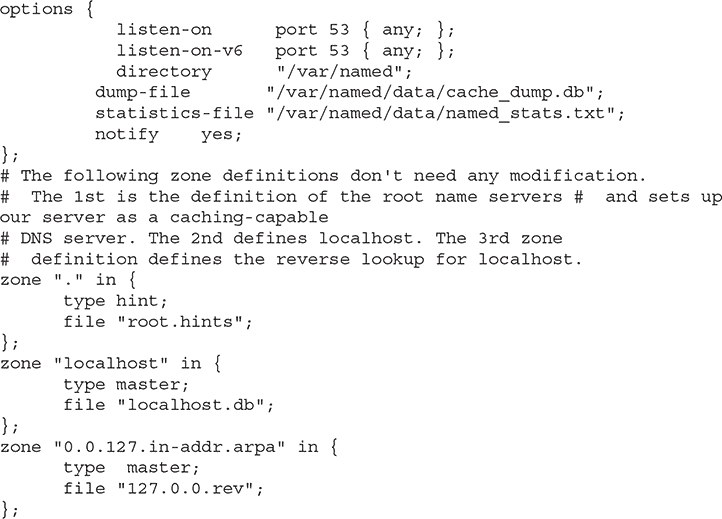 options {
listen-on port 53 { any; };
listen-on-v6 port 53 { any; };
directory "/var/named";
dump-file "/var/named/data/cache_dump.db";
statistics-file "/var/named/data/named_stats.txt";
notify yes;
};
# The following zone definitions don't need any modification.
# The 1st is the definition of the root name servers # and sets up
our server as a caching-capable
# DNS server. The 2nd defines localhost. The 3rd zone
# definition defines the reverse lookup for localhost.
zone "." in {
type hint;
file "root.hints";
};
zone "localhost" in {
type master;
file "localhost.db";
};
zone "0.0.127.in-addr.arpa" in {
type master;
file "127.0.0.rev";
};